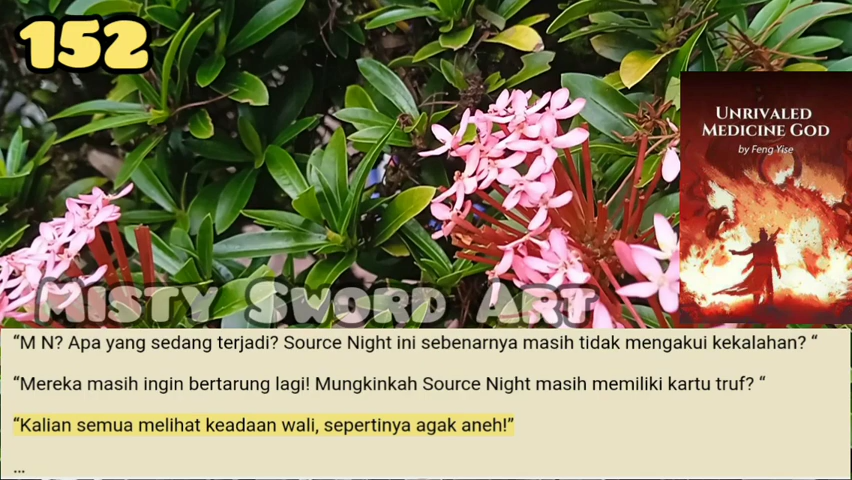 152
UNRIVALED
MEDICINE GOD
by Feng Yise
MISTY SWORD ART
“M N? Apa yang sedang terjadi? Source Night ini sebenarnya masih tidak mengakui kekalahan? “
“Mereka masih ingin bertarung lagi! Mungkinkah Source Night masih memiliki kartu truf? “
“Kalian semua melihat keadaan wali, sepertinya agak aneh!”
...